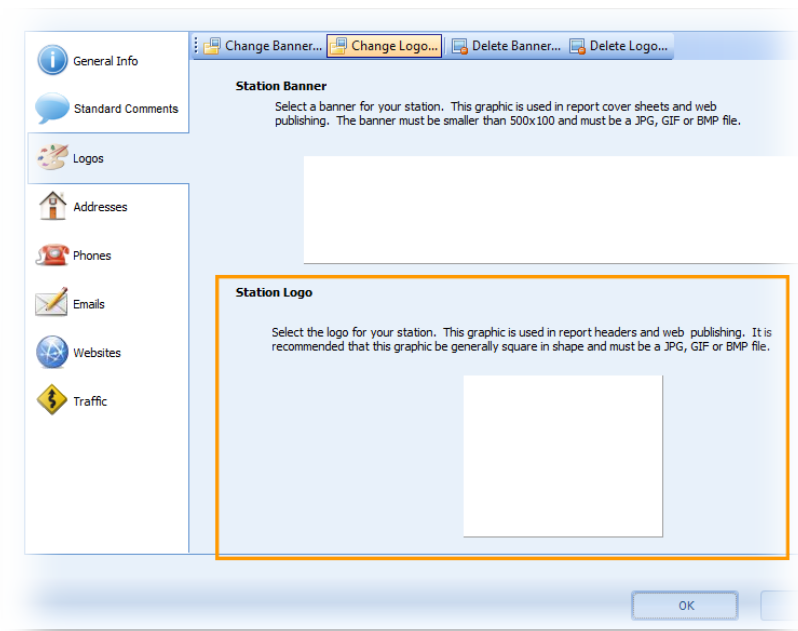 General Info
Standard Comments
Logos
Addresses
Phones
Emails
Websites
Traffic
Change Banner... Change Logo... Delete Banner... Delete Logo...
Station Banner
Select a banner for your station. This graphic is used in report cover sheets and web
publishing. The banner must be smaller than 500x100 and must be a JPG, GIF or BMP file.
Station Logo
Select the logo for your station. This graphic is used in report headers and web publishing. It is
recommended that this graphic be generally square in shape and must be a JPG, GIF or BMP file.
OK